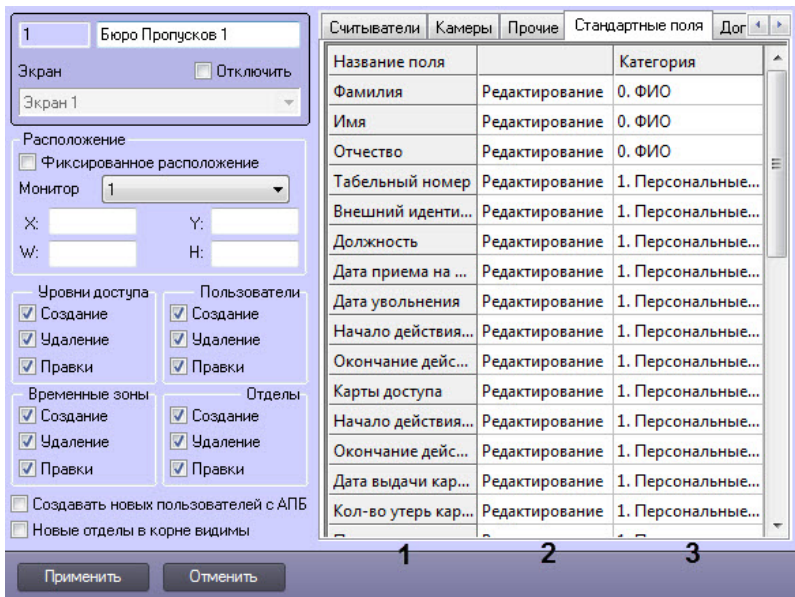 1 Бюро Пропусков 1
Экран Отключить
Экран 1
Расположение
Фиксированное расположение
Монитор 1
X: Y:
W: H:
Уровни доступа Пользователи
Создание Создание
Удаление Удаление
Правки Правки
Временные зоны Отделы
Создание Создание
Удаление Удаление
Правки Правки
Создавать новых пользователей с АПБ
Новые отделы в корне видимы
Считыватели Камеры Прочие Стандартные поля Доп
Название поля Категория
Фамилия Редактирование 0. ФИО
Имя Редактирование 0. ФИО
Отчество Редактирование 0. ФИО
Табельный номер Редактирование 1. Персональные...
Внешний иденти... Редактирование 1. Персональные...
Должность Редактирование 1. Персональные...
Дата приема на ... Редактирование 1. Персональные...
Дата увольнения Редактирование 1. Персональные...
Начало действия... Редактирование 1. Персональные...
Окончание дейс... Редактирование 1. Персональные...
Карты доступа Редактирование 1. Персональные...
Начало действия... Редактирование 1. Персональные...
Окончание дейс... Редактирование 1. Персональные...
Дата выдачи кар... Редактирование 1. Персональные...
Кол-во утерь кар... Редактирование 1. Персональные...
1 2 3
Применить Отменить